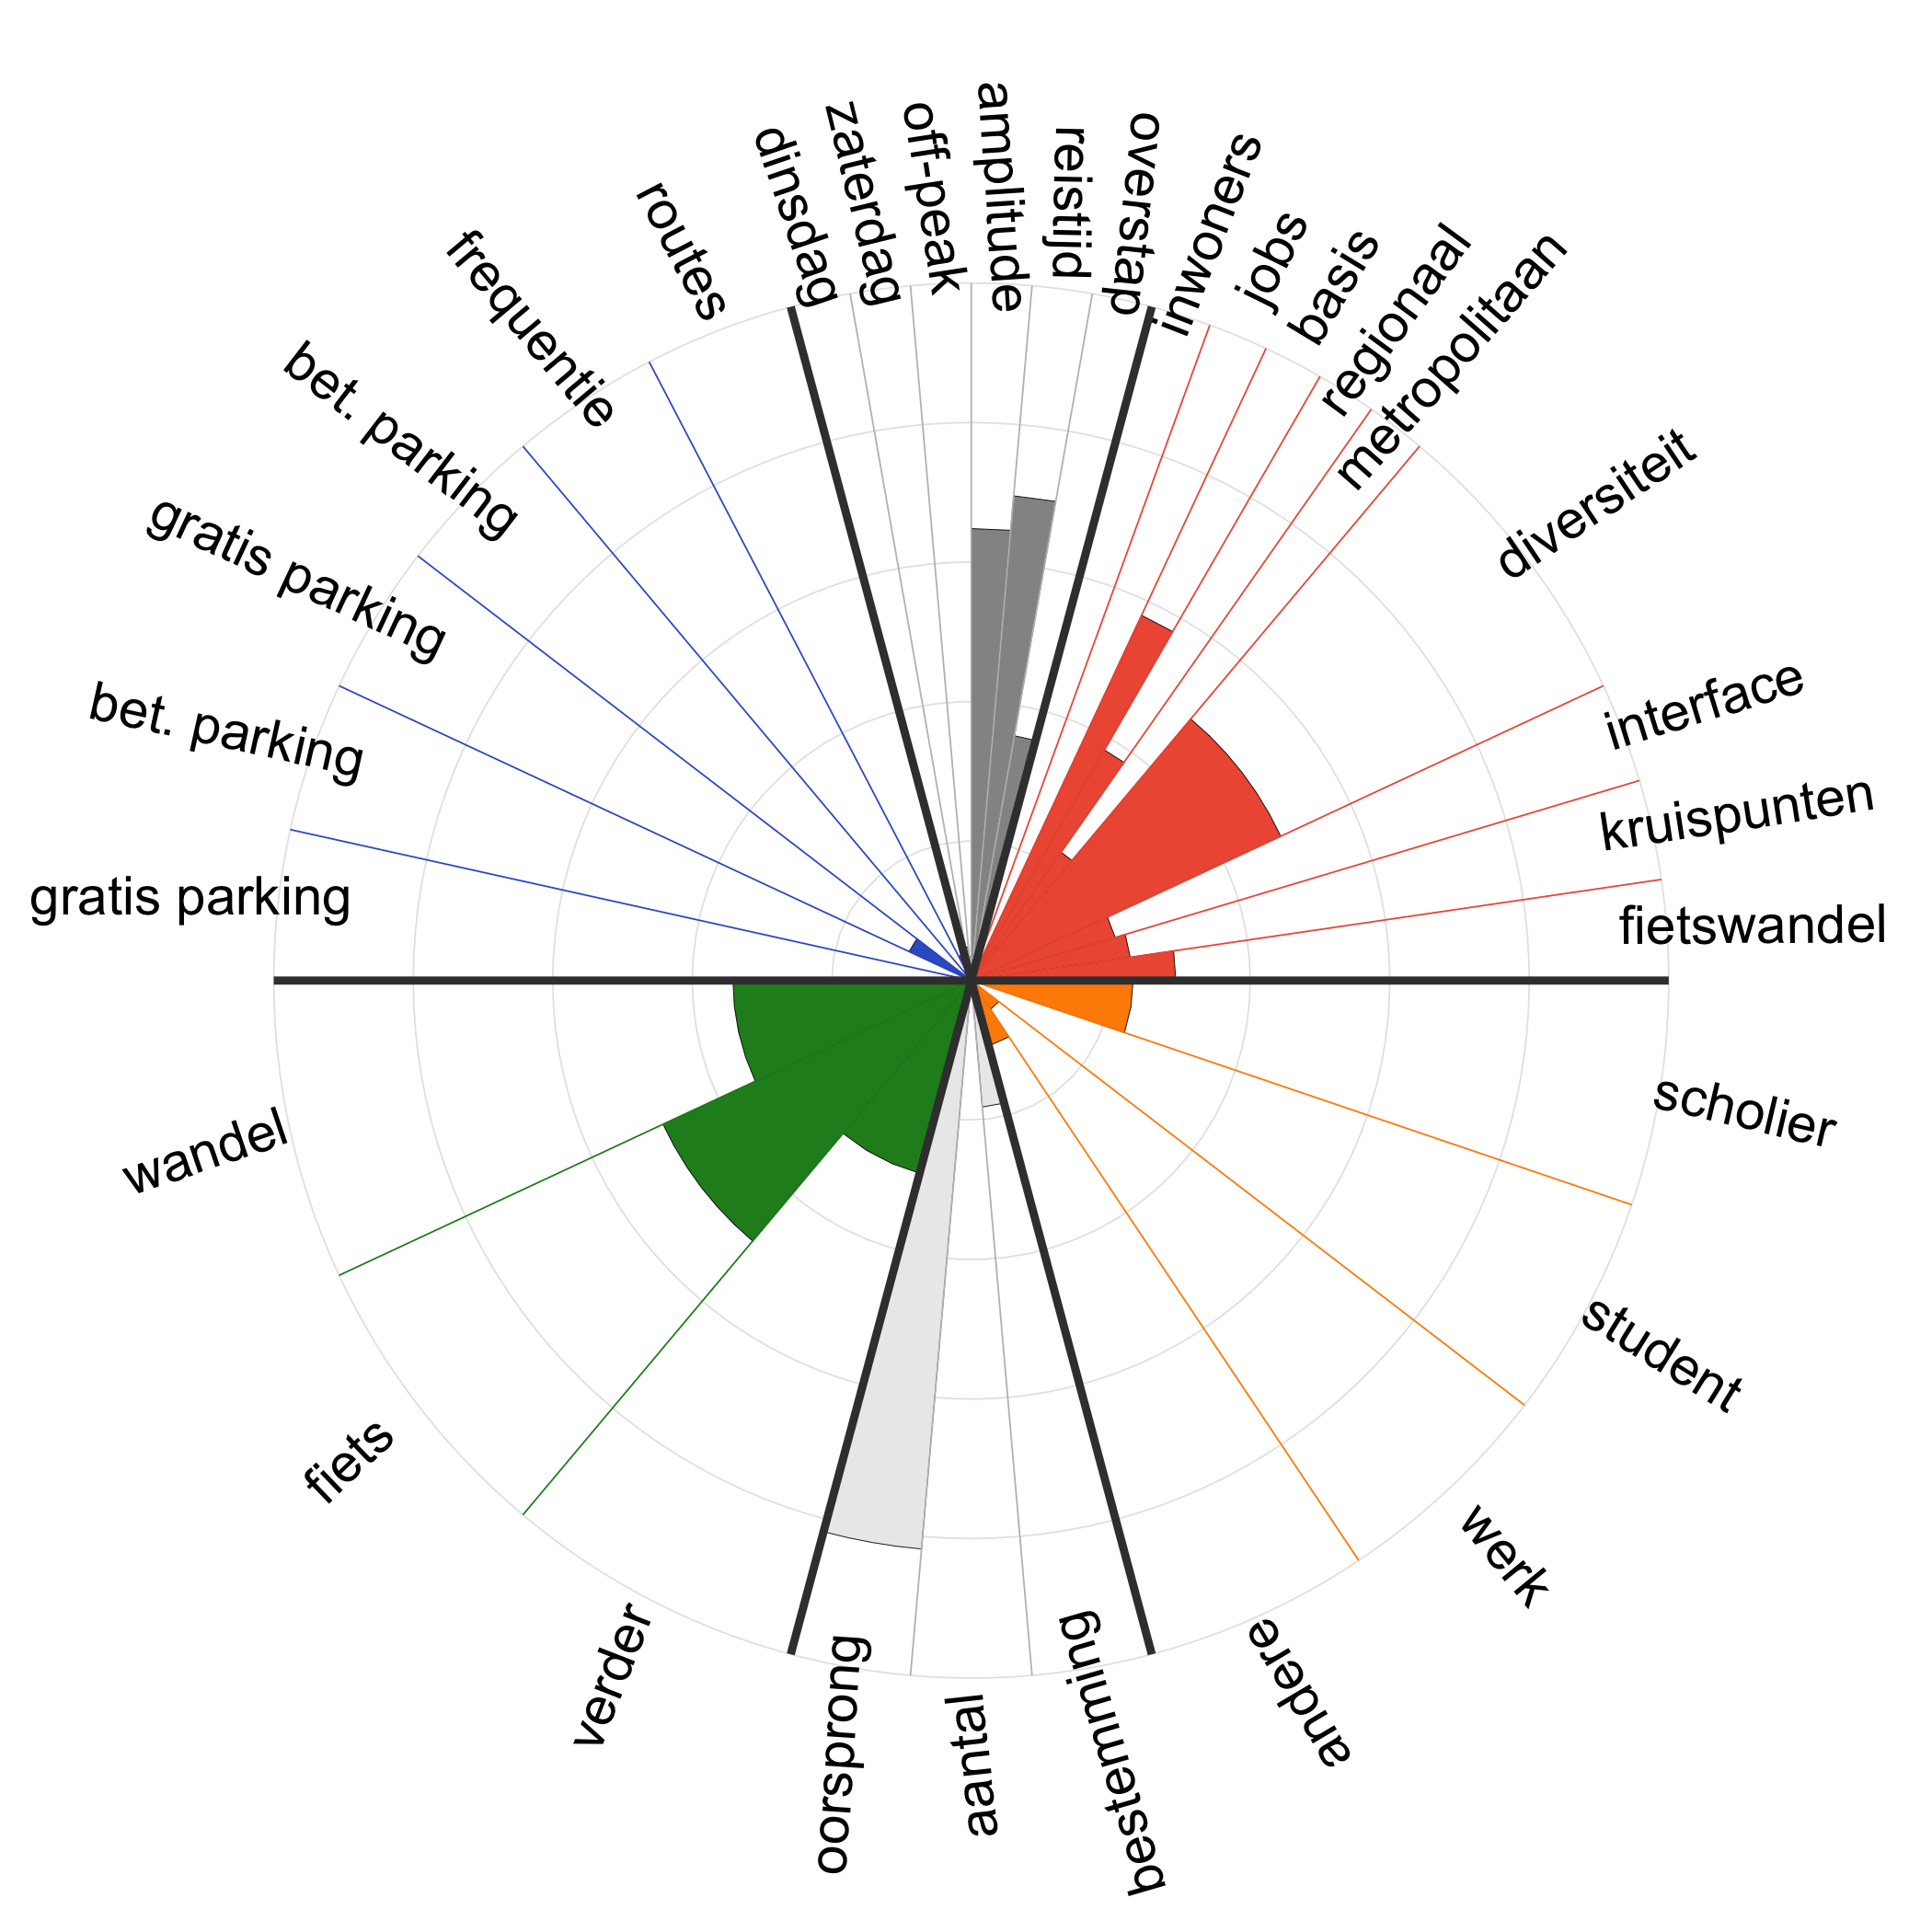 dinsdag
zaterdag
off-peak
amplitude
reistijd
overstap
inwoners
jobs
basis
regionaal
metropolitaan
diversiteit
interface
kruispunten
fietswandel
scholier
student
werk
andere
bestemming
aantal
oorsprong
verder
fiets
wandel
gratis parking
bet. parking
gratis parking
bet. parking
frequentie
routes